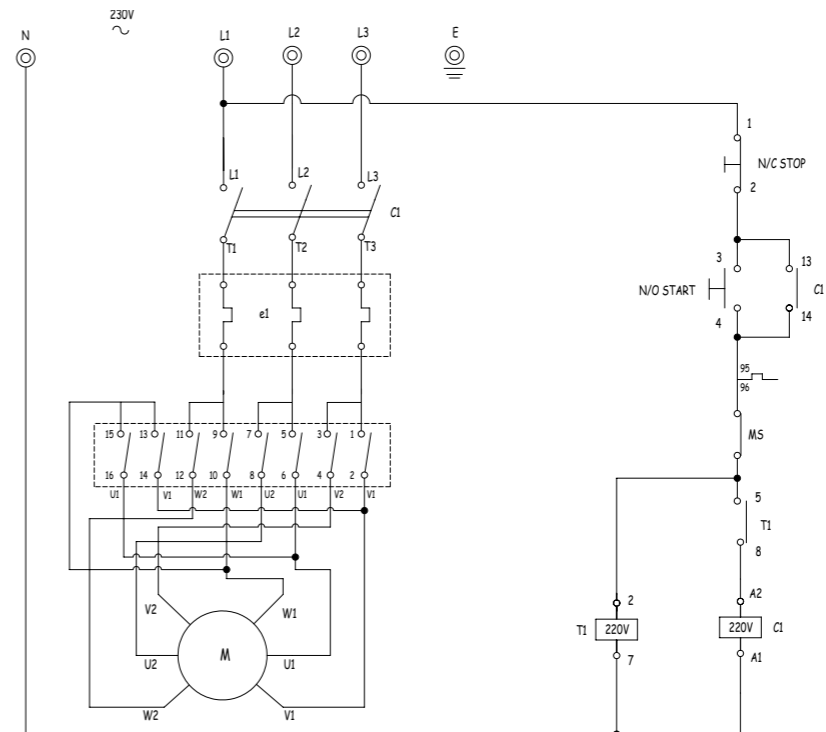 230V
N L1 L2 L3 E
1
N/C STOP
2
L1 L2 L3
C1
T1 T2 T3
3 13
N/O START C1
4 14
e1
95
96
MS
15 13 11 9 7 5 3 1
16 14 12 10 8 6 4 2
U1 V1 W2 W1 U2 U1 V2 V1
5
T1
8
V2 W1
A2
2
T1 220V 220V C1
7 A1
M
U2 U1
W2 V1